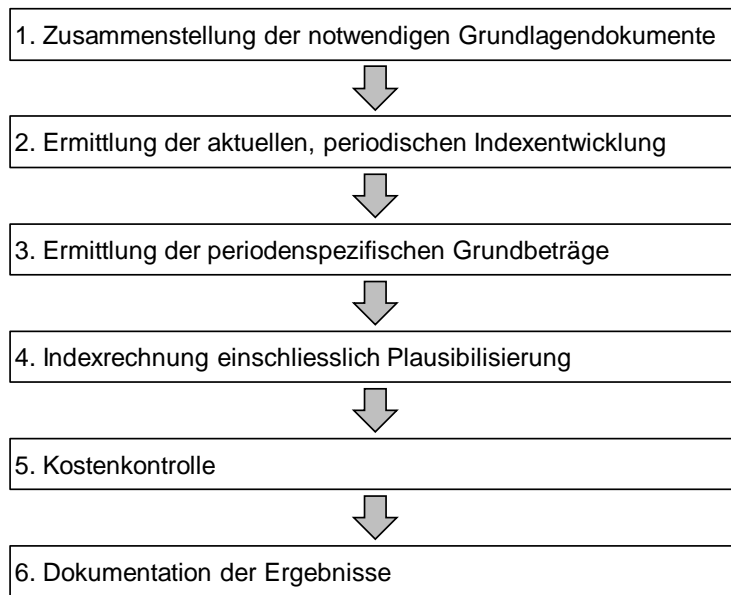 1. Zusammenstellung der notwendigen Grundlagendokumente
2. Ermittlung der aktuellen, periodischen Indexentwicklung
3. Ermittlung der periodenspezifischen Grundbeträge
4. Indexrechnung einschliesslich Plausibilisierung
5. Kostenkontrolle
6. Dokumentation der Ergebnisse